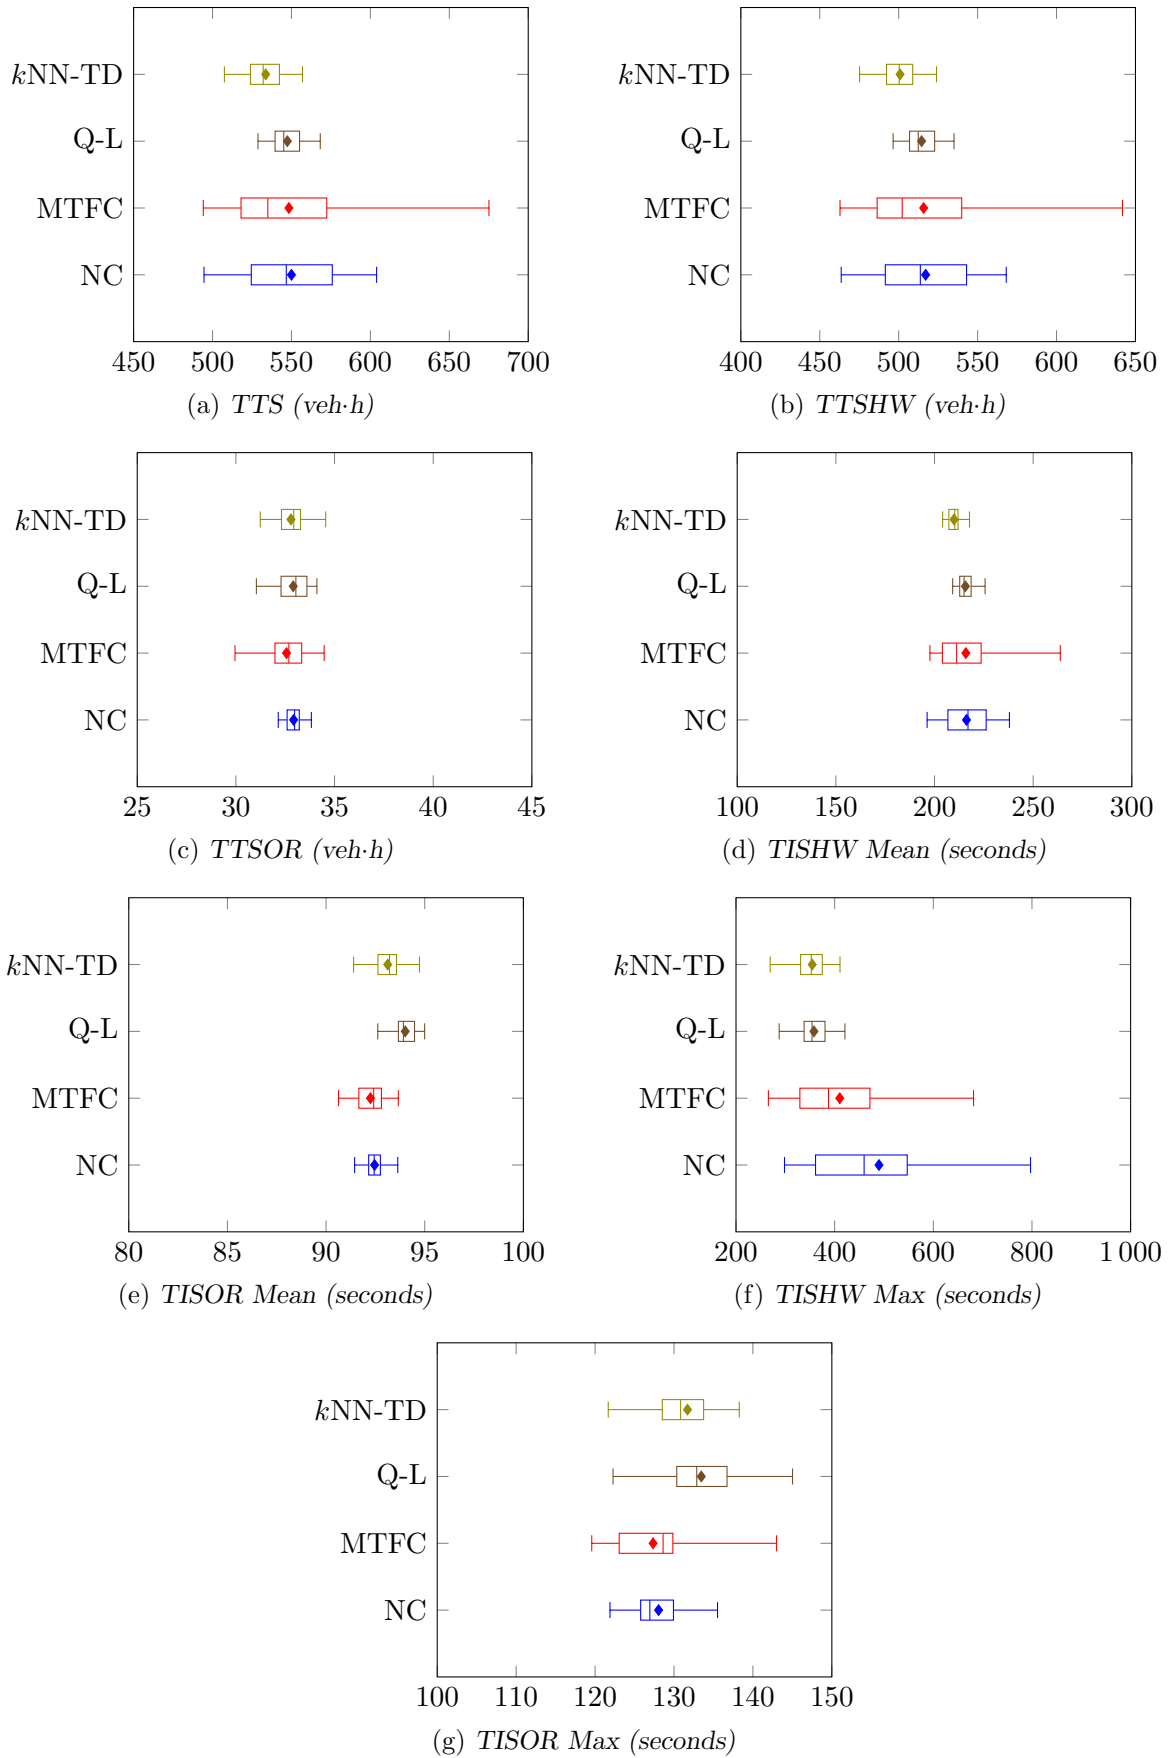 kNN-TD
Q-L
MTFC
NC
450 500 550 600 650 700
(a) TTS (veh·h)
kNN-TD
Q-L
MTFC
NC
400 450 500 550 600 650
(b) TTSHW (veh·h)
kNN-TD
Q-L
MTFC
NC
25 30 35 40 45
(c) TTSOR (veh·h)
kNN-TD
Q-L
MTFC
NC
100 150 200 250 300
(d) TISHW Mean (seconds)
kNN-TD
Q-L
MTFC
NC
80 85 90 95 100
(e) TISOR Mean (seconds)
kNN-TD
Q-L
MTFC
NC
200 400 600 800 1 000
(f) TISHW Max (seconds)
kNN-TD
Q-L
MTFC
NC
100 110 120 130 140 150
(g) TISOR Max (seconds)